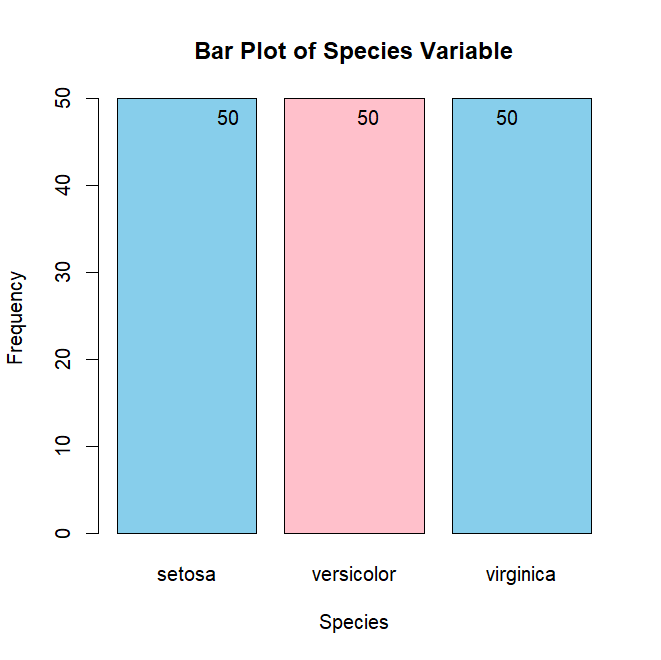 Bar Plot of Species Variable
50
40
30
20
10
0
Frequency
50 50 50
setosa versicolor virginica
Species